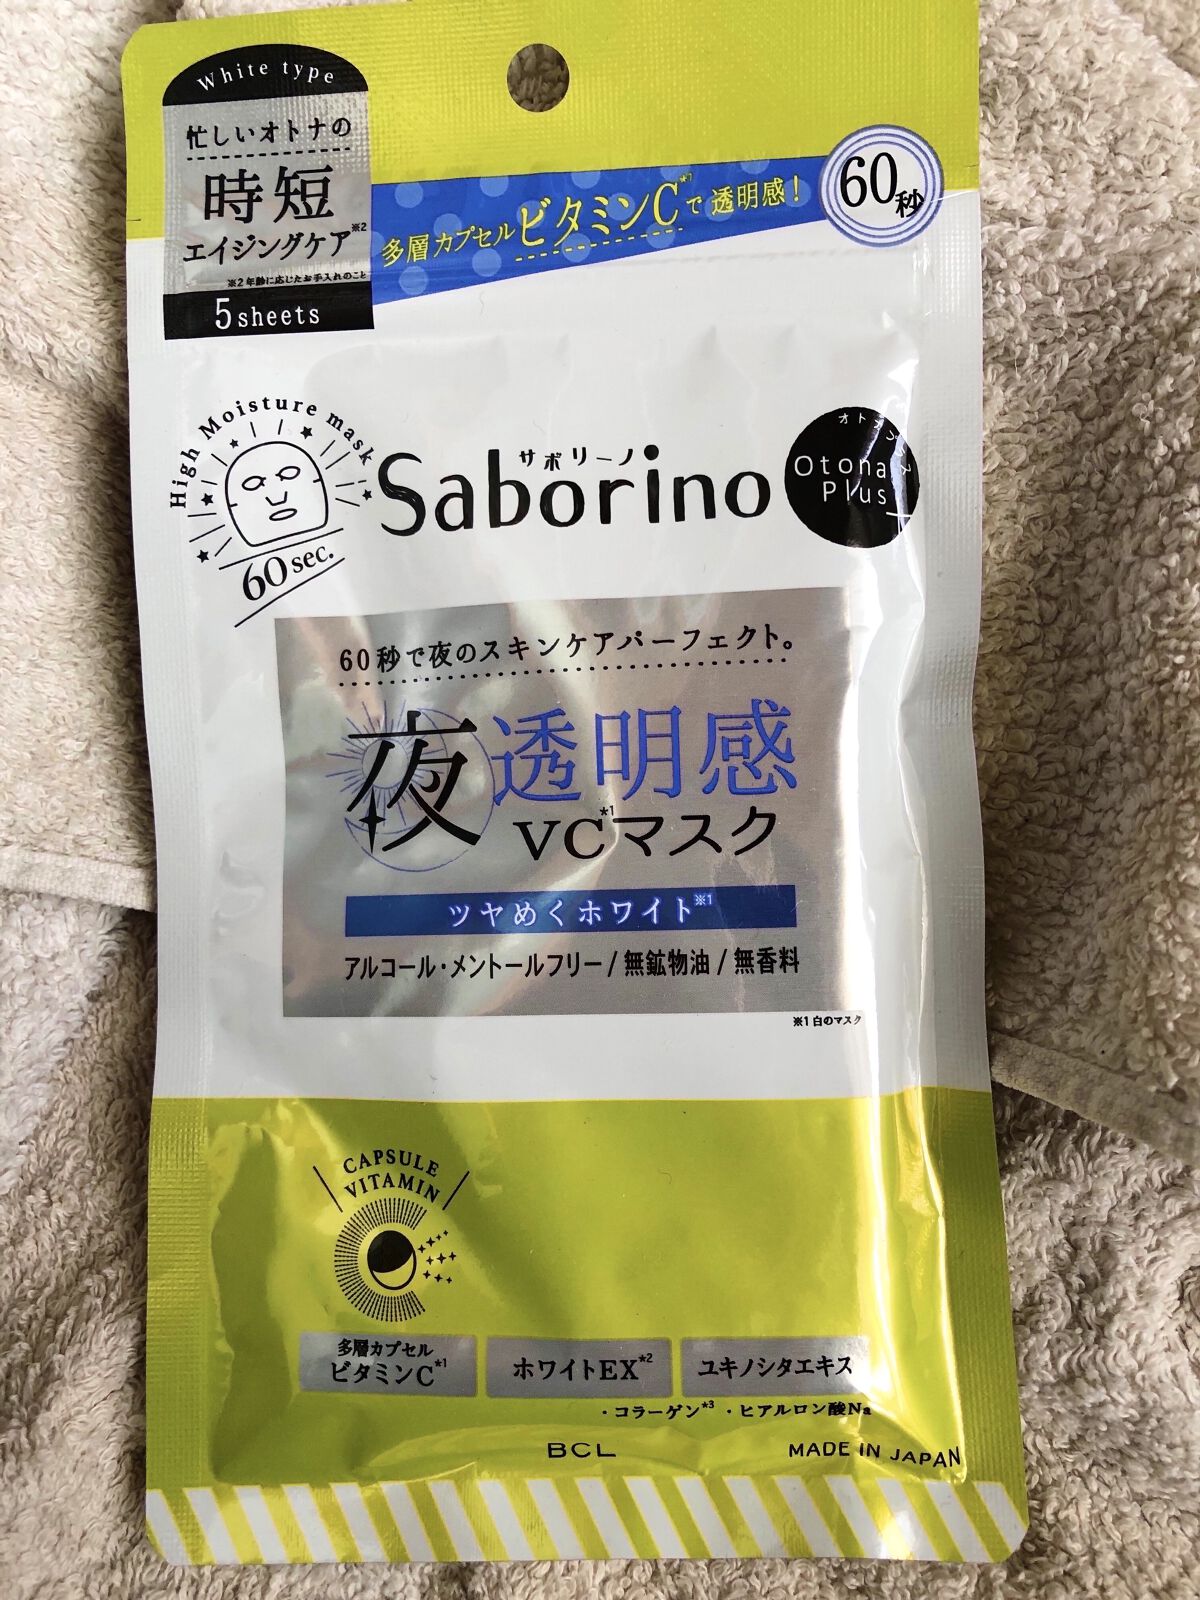 White type
忙しいオトナの
時短
エイジングケア※2
※2 年齢に応じたお手入れのこと
5 sheets
多層カプセルビタミンC*1で透明感!
60秒
High Moisture mask
60 sec.
サボリーノ
Saborino
オトナプラス
Otona
Plus
60秒で夜のスキンケアパーフェクト。
夜透明感
VC*1マスク
ツヤめくホワイト※1
アルコール・メントールフリー/無鉱物油/無香料
※1 白のマスク
CAPSULE
VITAMIN
多層カプセル
ビタミンC*1
ホワイトEX*2
ユキノシタエキス
・コラーゲン*3 ・ヒアルロン酸Na
BCL
MADE IN JAPAN